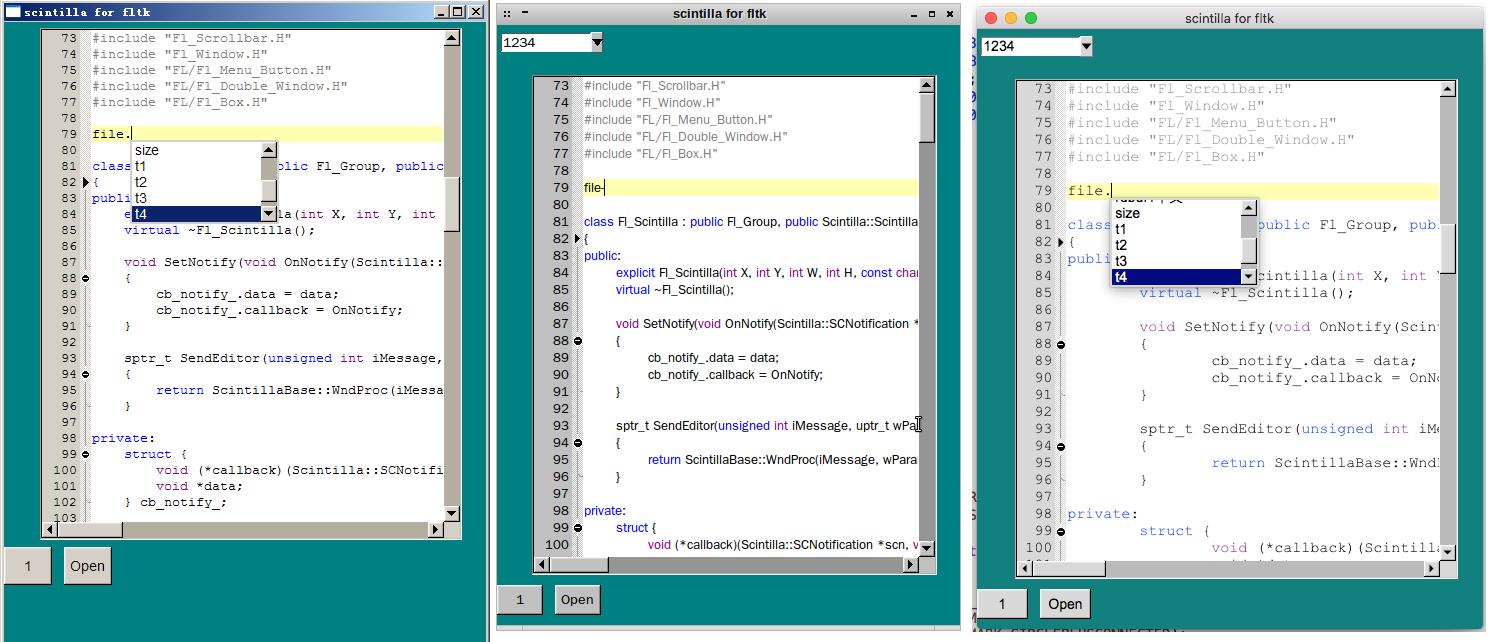 scintilla for fltk
73 #include "Fl_Scrollbar.H"
74 #include "Fl_Window.H"
75 #include "FL/Fl_Menu_Button.H"
76 #include "FL/Fl_Double_Window.H"
77 #include "FL/Fl_Box.H"
78
79 file.
80
size
t1
t2
t3
t4
81 clas blic Fl_Group, public
82 {
83 publi
84 e la(int X, int Y, int
85 virtual ~Fl_Scintilla();
86
87 void SetNotify(void OnNotify(Scintilla::
88 {
89 cb_notify_.data = data;
90 cb_notify_.callback = OnNotify;
91 }
92
93 sptr_t SendEditor(unsigned int iMessage,
94 {
95 return ScintillaBase::WndProc(iMessa
96 }
97
98 private:
99 struct {
100 void (*callback)(Scintilla::SCNotifi
101 void *data;
102 } cb_notify_;
103
1
Open
scintilla for fltk
1234
73 #include "Fl_Scrollbar.H"
74 #include "Fl_Window.H"
75 #include "FL/Fl_Menu_Button.H"
76 #include "FL/Fl_Double_Window.H"
77 #include "FL/Fl_Box.H"
78
79 file-
80
81 class Fl_Scintilla : public Fl_Group, public Scintilla::Scintilla
82 {
83 public:
84 explicit Fl_Scintilla(int X, int Y, int W, int H, const char
85 virtual ~Fl_Scintilla();
86
87 void SetNotify(void OnNotify(Scintilla::SCNotification *
88 {
89 cb_notify_.data = data;
90 cb_notify_.callback = OnNotify;
91 }
92
93 sptr_t SendEditor(unsigned int iMessage, uptr_t wPa
94 {
95 return ScintillaBase::WndProc(iMessage, wPara
96 }
97
98 private:
99 struct {
100 void (*callback)(Scintilla::SCNotification *scn, v
1
Open
scintilla for fltk
1234
73 #include "Fl_Scrollbar.H"
74 #include "Fl_Window.H"
75 #include "FL/Fl_Menu_Button.H"
76 #include "FL/Fl_Double_Window.H"
77 #include "FL/Fl_Box.H"
78
79 file.
80
size
t1
t2
t3
t4
81 class public Fl_Group, pub
82 {
83 publi
84 cintilla(int X, int Y
85 virtual ~Fl_Scintilla();
86
87 void SetNotify(void OnNotify(Scin
88 {
89 cb_notify_.data = data;
90 cb_notify_.callback = OnN
91 }
92
93 sptr_t SendEditor(unsigned int iMe
94 {
95 return ScintillaBase::Wnd
96 }
97
98 private:
99 struct {
100 void (*callback)(Scintill
1
Open